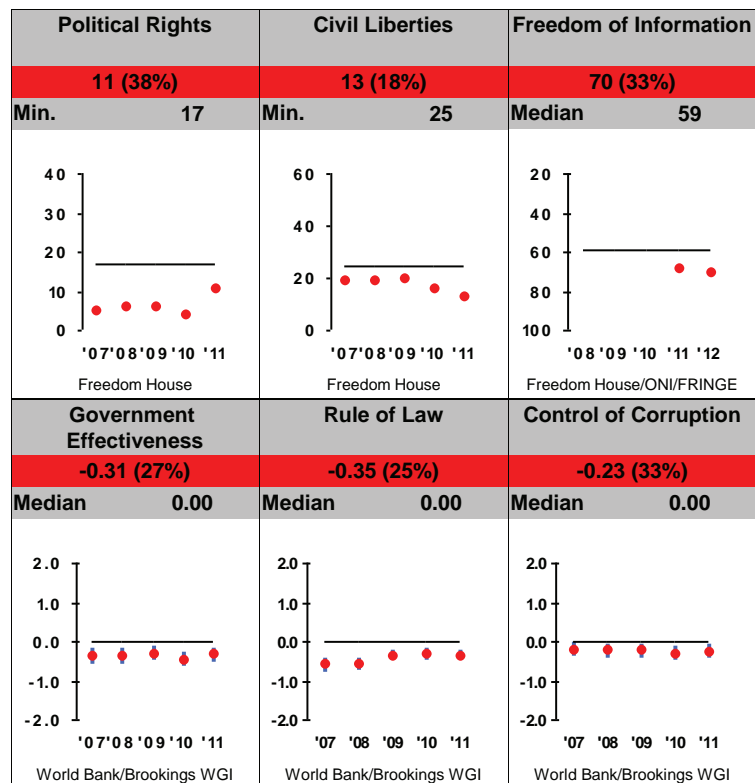 Political Rights
11 (38%)
Min. 17
40
30
20
10
0
'07 '08 '09 '10 '11
Freedom House
Civil Liberties
13 (18%)
Min. 25
60
40
20
0
'07 '08 '09 '10 '11
Freedom House
Freedom of Information
70 (33%)
Median 59
20
40
60
80
100
'08 '09 '10 '11 '12
Freedom House/ONI/FRINGE
Government
Effectiveness
-0.31 (27%)
Median 0.00
2.0
1.0
0.0
-1.0
-2.0
'07 '08 '09 '10 '11
World Bank/Brookings WGI
Rule of Law
-0.35 (25%)
Median 0.00
2.0
1.0
0.0
-1.0
-2.0
'07 '08 '09 '10 '11
World Bank/Brookings WGI
Control of Corruption
-0.23 (33%)
Median 0.00
2.0
1.0
0.0
-1.0
-2.0
'07 '08 '09 '10 '11
World Bank/Brookings WGI